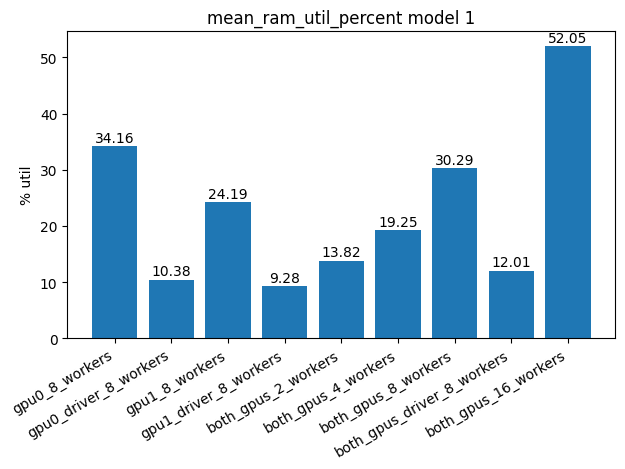 mean_ram_util_percent model 1
% util
50
40
30
20
10
0
34.16
10.38
24.19
9.28
13.82
19.25
30.29
12.01
52.05
gpu0_8_workers
gpu0_driver_8_workers
gpu1_8_workers
gpu1_driver_8_workers
both_gpus_2_workers
both_gpus_4_workers
both_gpus_8_workers
both_gpus_driver_8_workers
both_gpus_16_workers